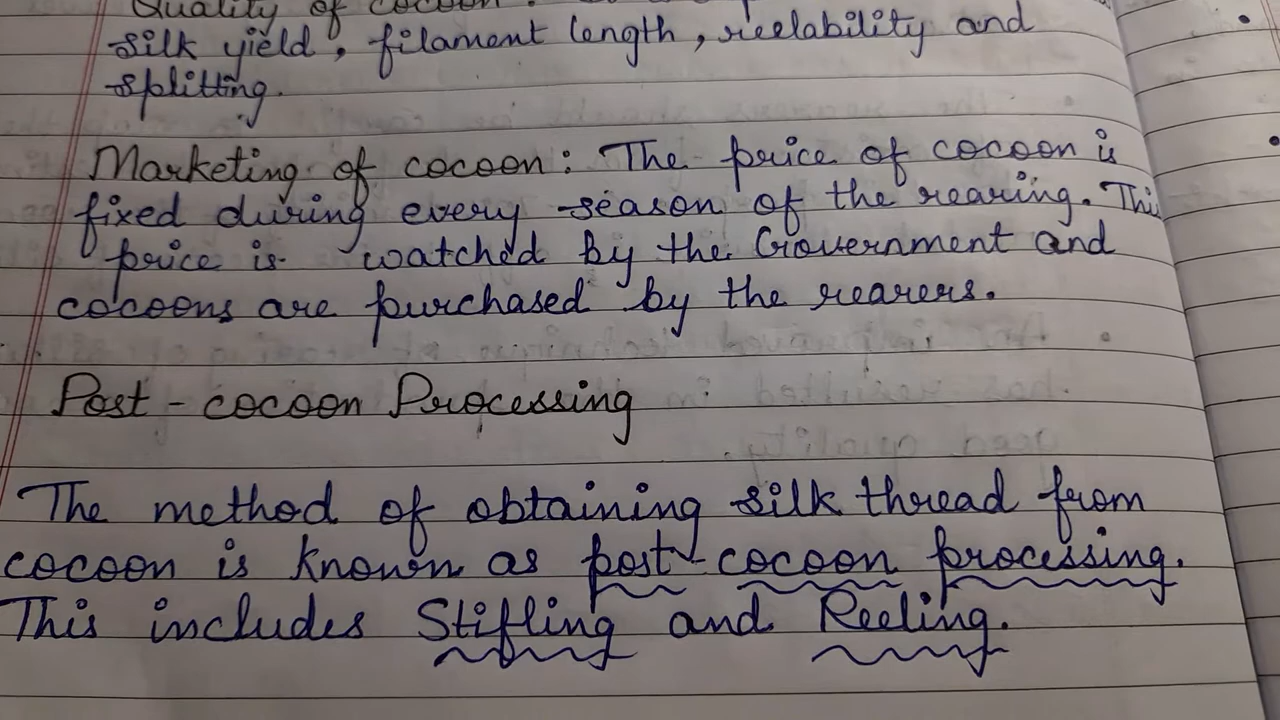 Quality of cocoon :
silk yield, filament length, reelability and
splitting.
Marketing of cocoon: The price of cocoon is
fixed during every season of the rearing. This
price is watched by the Government and
cocoons are purchased by the rearers.
Post-cocoon Processing
The method of obtaining silk thread from
cocoon is known as post-cocoon processing.
This includes Stifling and Reeling.